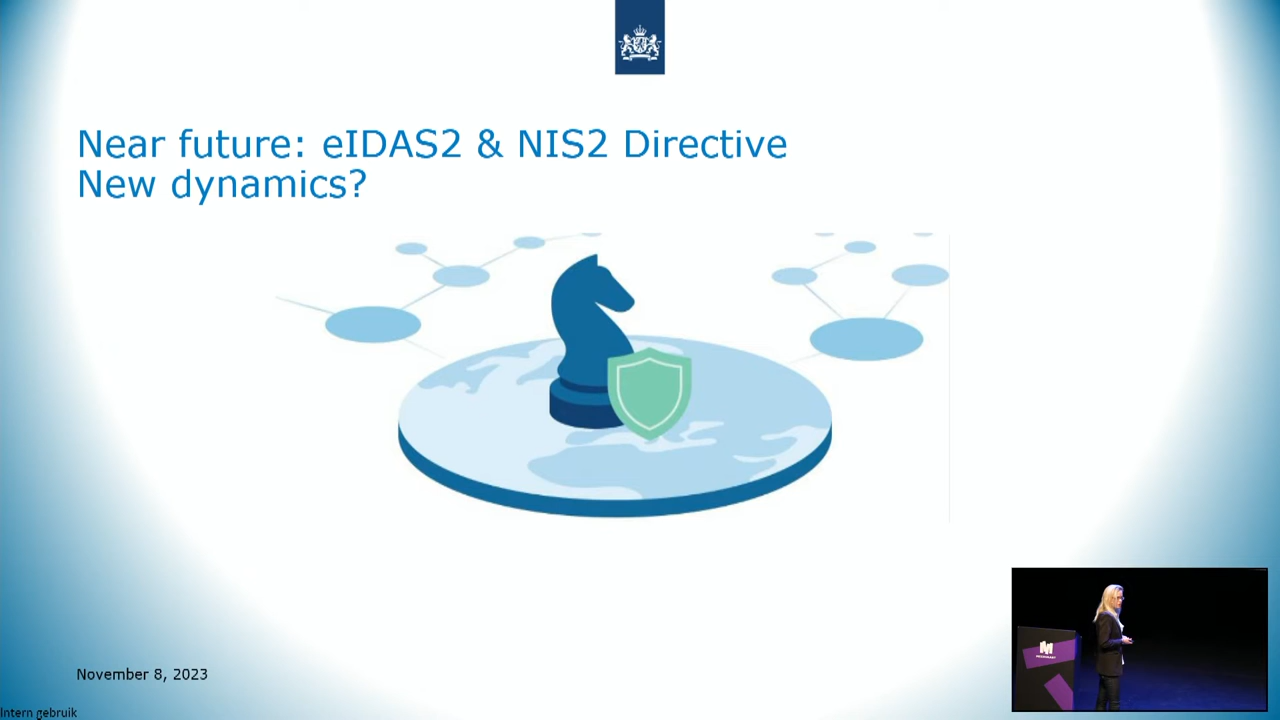 Near future: eIDAS2 & NIS2 Directive
New dynamics?
November 8, 2023
Intern gebruik